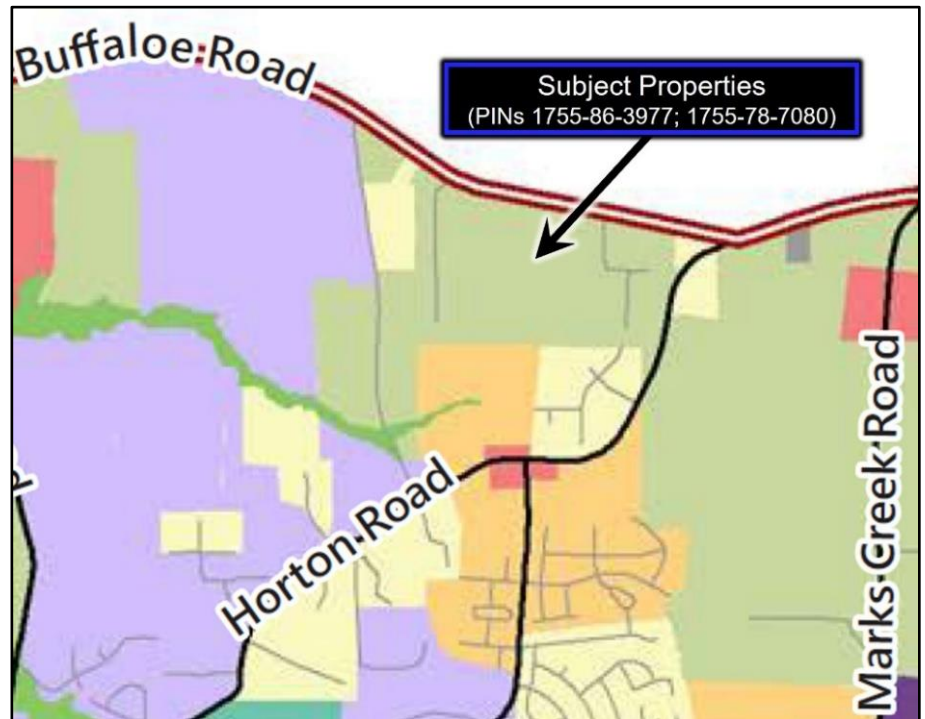 Buffaloe Road
Subject Properties
(PINs 1755-86-3977; 1755-78-7080)
Horton Road
Marks Creek Road